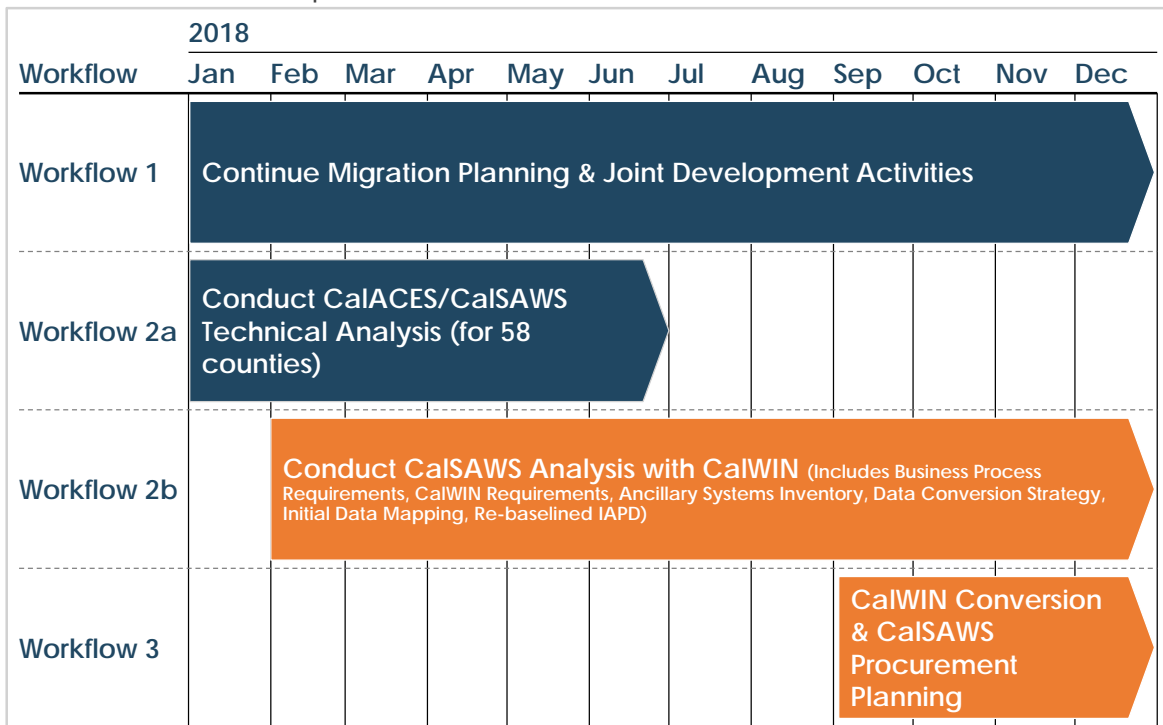 2018
Workflow Jan Feb Mar Apr May Jun Jul Aug Sep Oct Nov Dec
Workflow 1
Continue Migration Planning & Joint Development Activities
Workflow 2a
Conduct CalACES/CalSAWS
Technical Analysis (for 58
counties)
Workflow 2b
Conduct CalSAWS Analysis with CalWIN (Includes Business Process
Requirements, CalWIN Requirements, Ancillary Systems Inventory, Data Conversion Strategy,
Initial Data Mapping, Re-baselined IAPD)
Workflow 3
CalWIN Conversion
& CalSAWS
Procurement
Planning